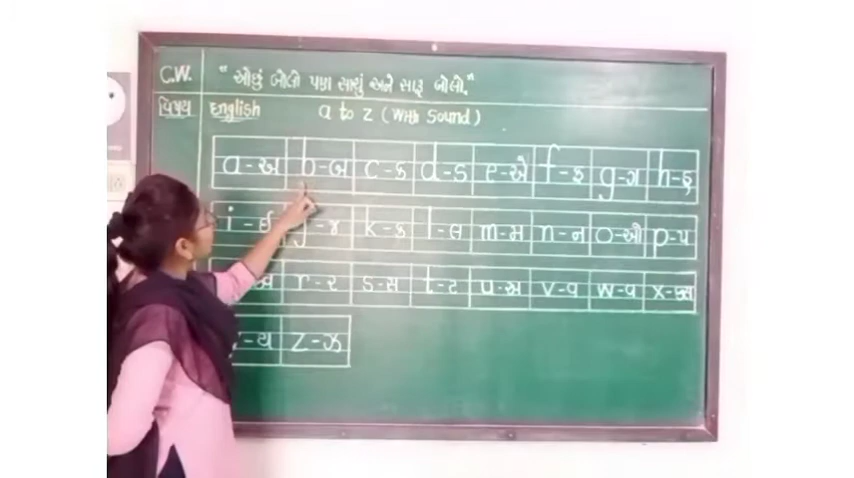 C.W. "ઓછું બોલો પણ સાચું અને સારૂ બોલો."
વિષય English a to z (With Sound)
a-અ b-બ c-ક d-ડ e-એ f-ફ g-ગ h-હ
i-ઈ j-જ k-ક l-લ m-મ n-ન o-ઓ p-પ
r-ર s-સ t-ટ u-અ v-વ w-વ x-ક્સ
-ય z-ઝ